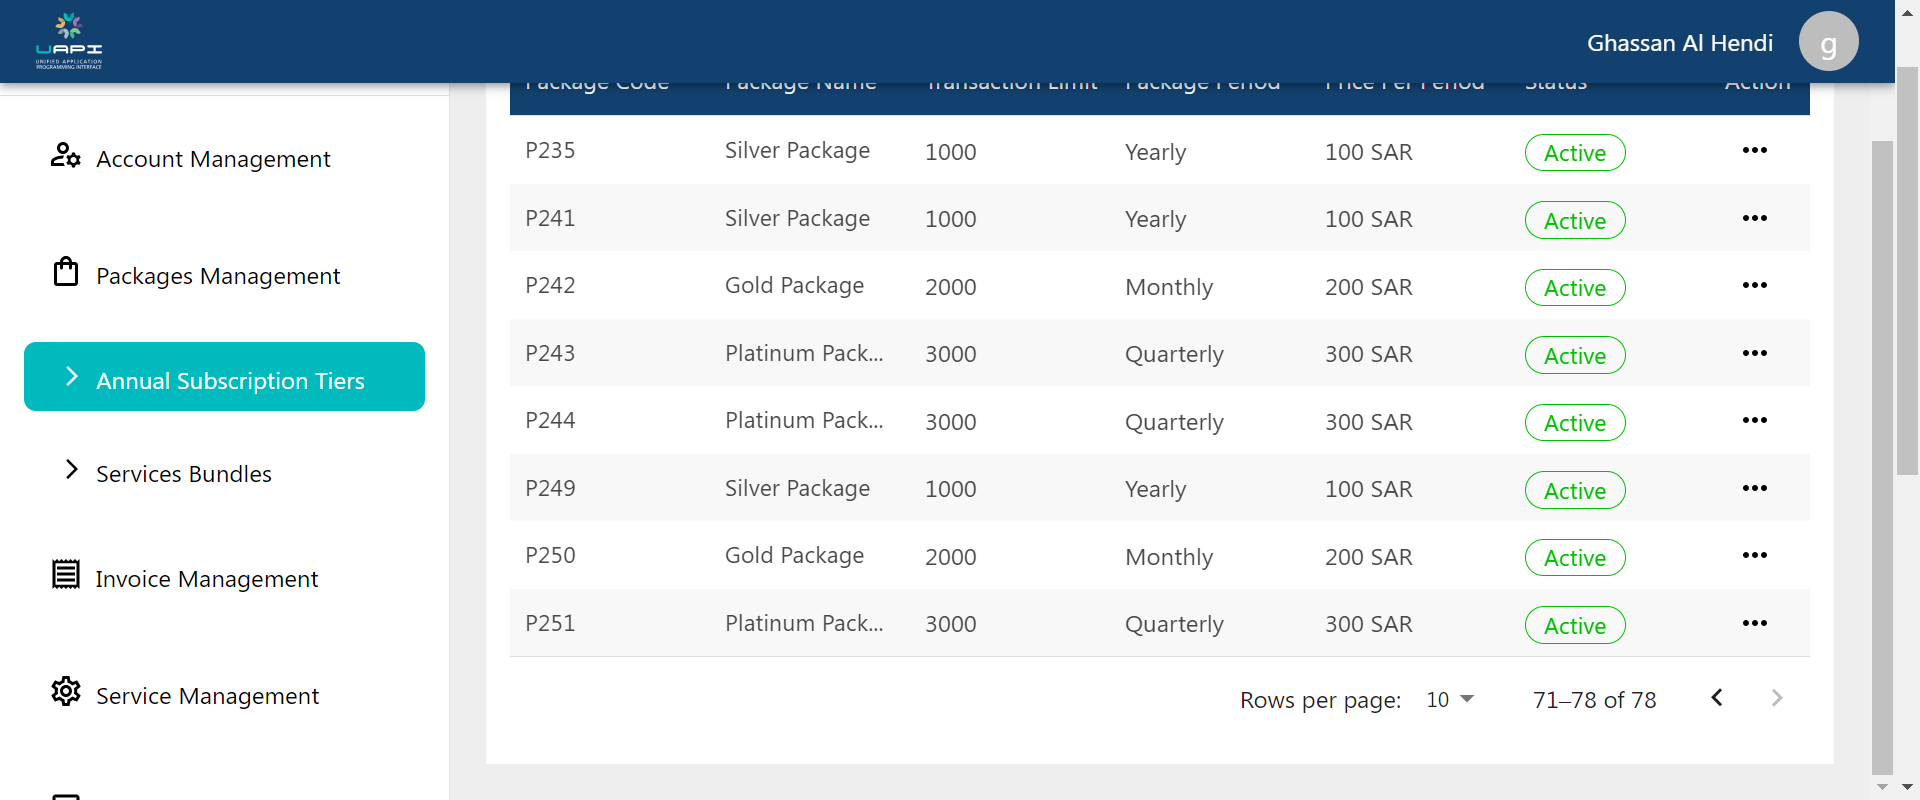 UAPI
UNIFIED APPLICATION
PROGRAMMING INTERFACE
Ghassan Al Hendi
g
Package Code Package Name Transaction Limit Package Period Price Per Period Status Action
Account Management
Packages Management
Annual Subscription Tiers
Services Bundles
Invoice Management
Service Management
P235 Silver Package 1000 Yearly 100 SAR Active
P241 Silver Package 1000 Yearly 100 SAR Active
P242 Gold Package 2000 Monthly 200 SAR Active
P243 Platinum Pack... 3000 Quarterly 300 SAR Active
P244 Platinum Pack... 3000 Quarterly 300 SAR Active
P249 Silver Package 1000 Yearly 100 SAR Active
P250 Gold Package 2000 Monthly 200 SAR Active
P251 Platinum Pack... 3000 Quarterly 300 SAR Active
Rows per page: 10 71–78 of 78